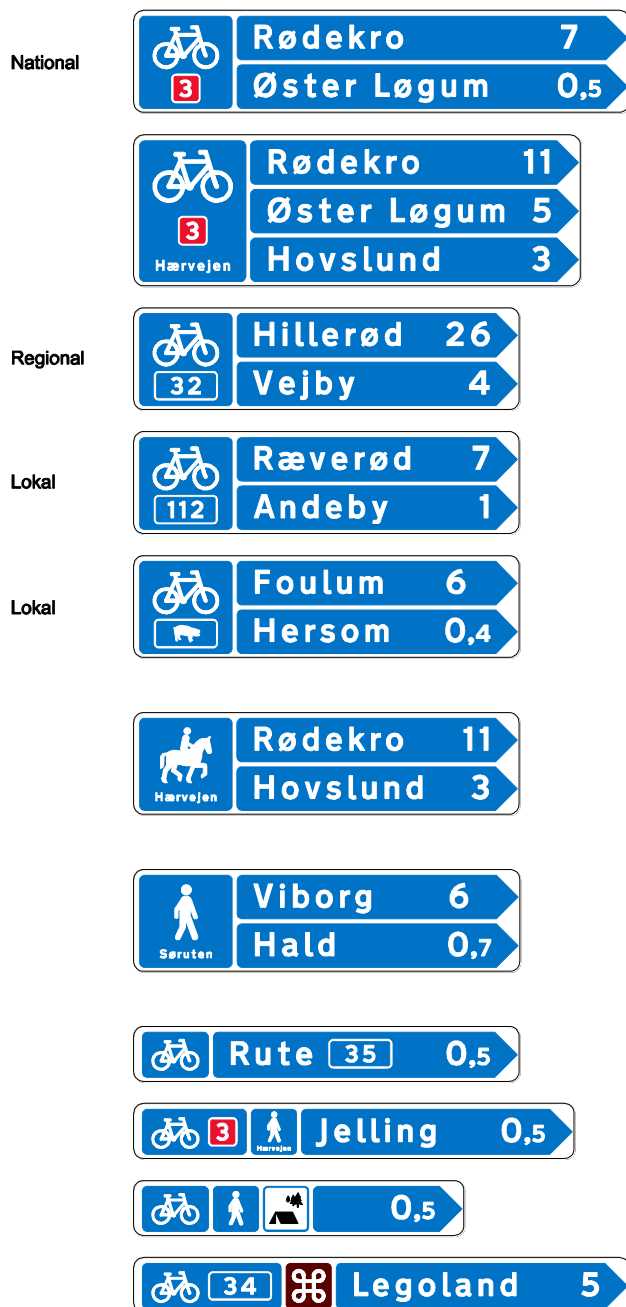 National
3
Rødekro 7
Øster Løgum 0,5
3
Hærvejen
Rødekro 11
Øster Løgum 5
Hovslund 3
Regional
32
Hillerød 26
Vejby 4
Lokal
112
Ræverød 7
Andeby 1
Lokal
Foulum 6
Hersom 0,4
Hærvejen
Rødekro 11
Hovslund 3
Søruten
Viborg 6
Hald 0,7
Rute 35 0,5
3 Hærvejen Jelling 0,5
0,5
34 Legoland 5